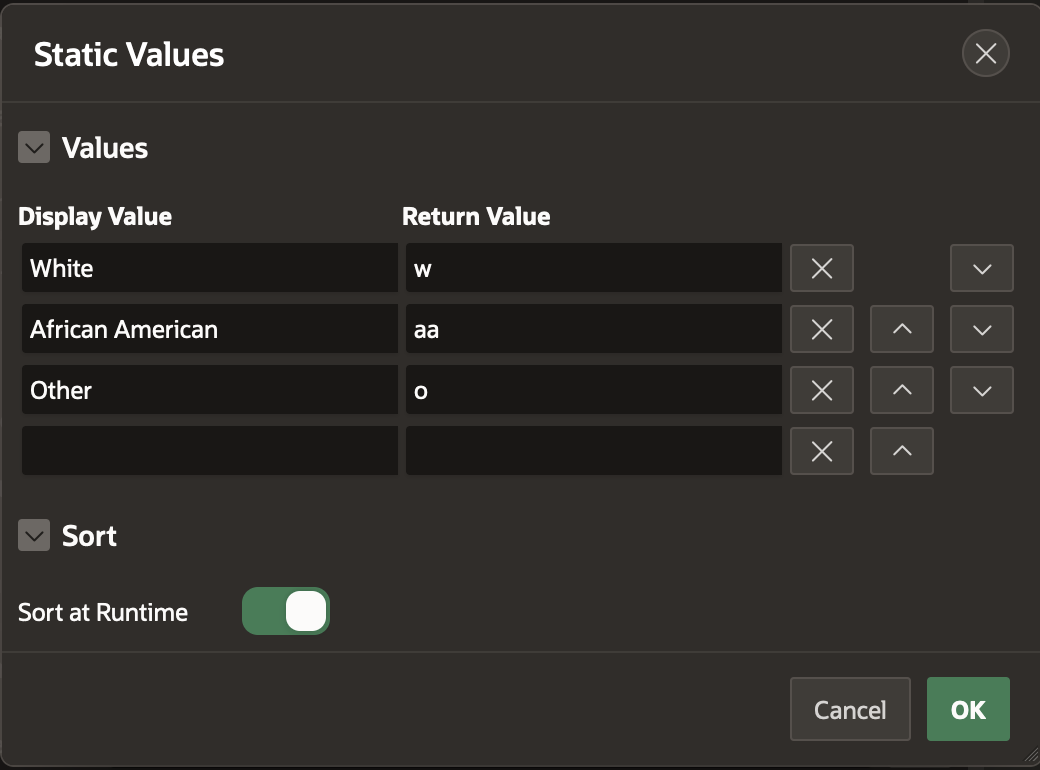 Static Values
Values
Display Value Return Value
White w
African American aa
Other o
Sort
Sort at Runtime
Cancel OK